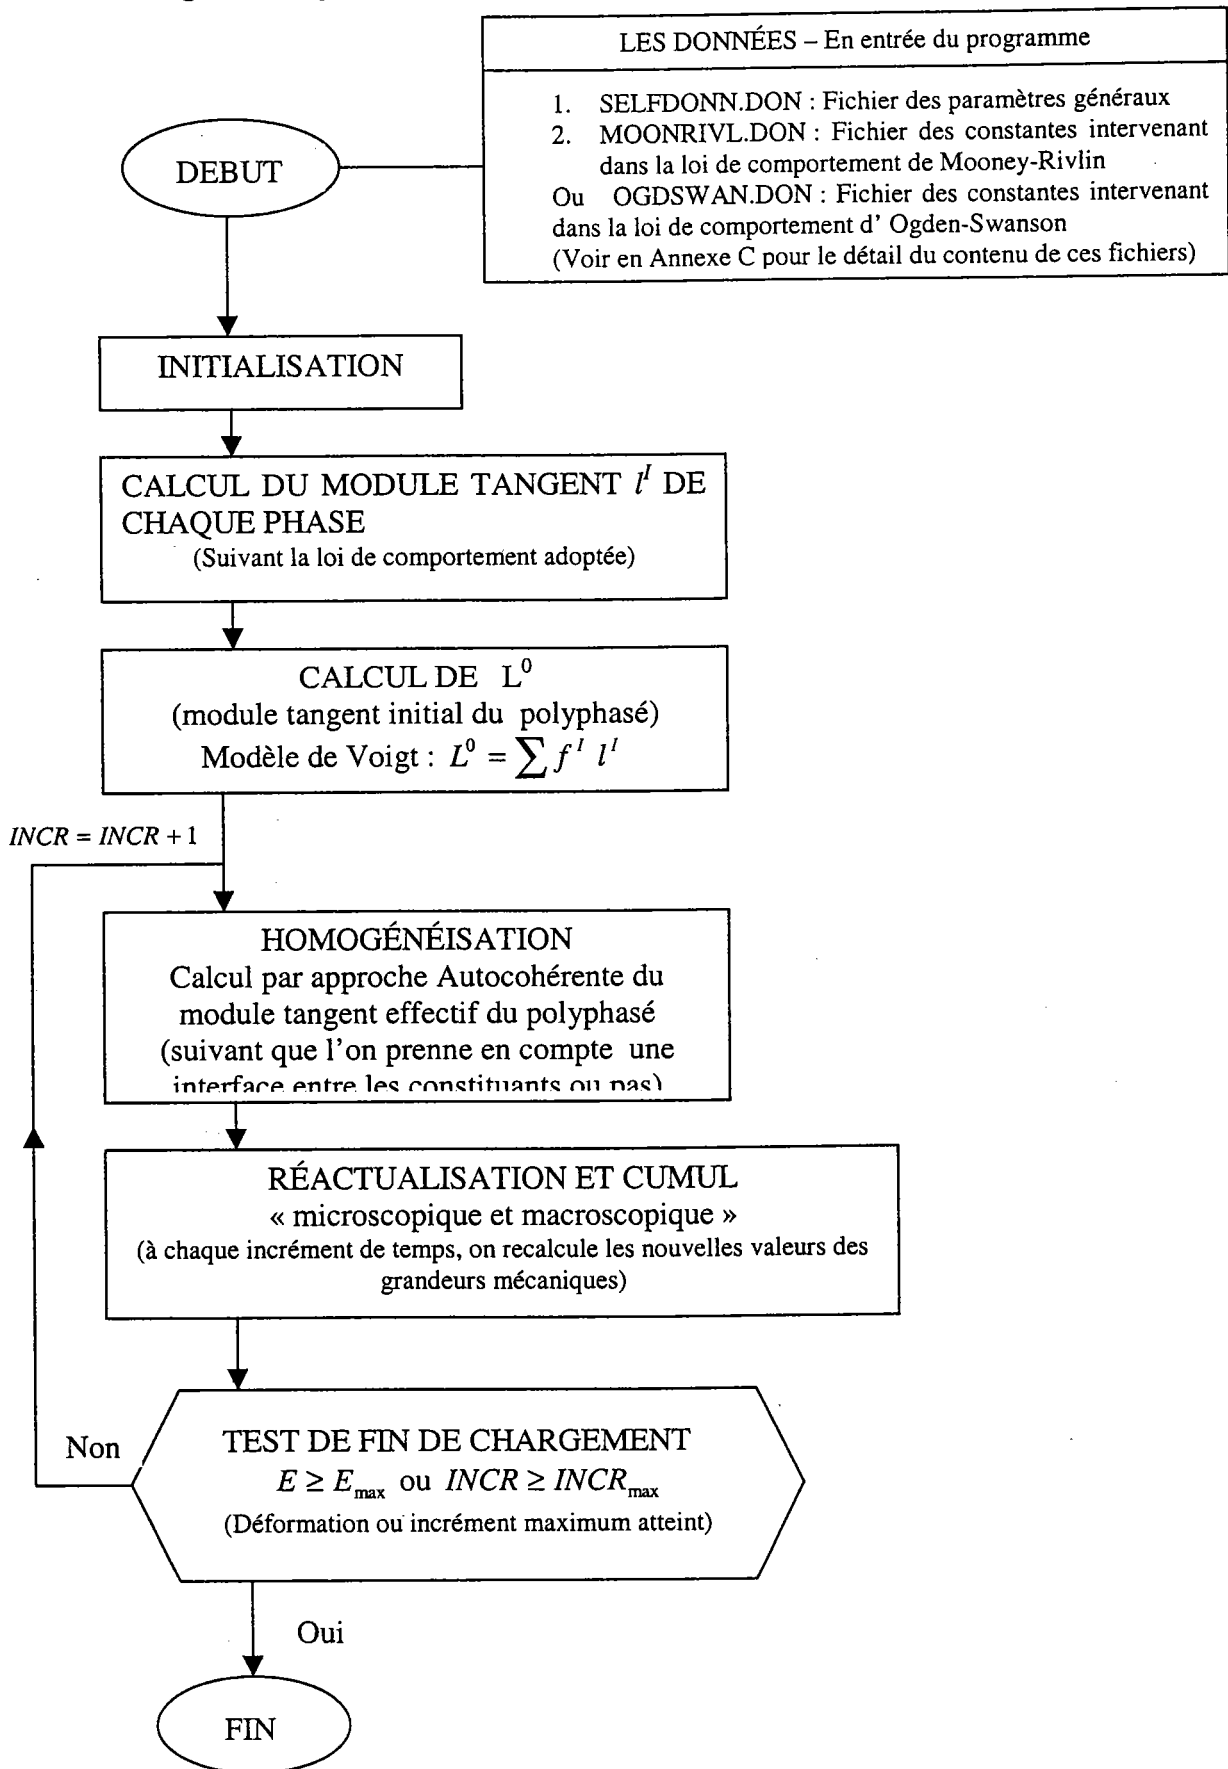 LES DONNÉES – En entrée du programme
1. SELFDONN.DON : Fichier des paramètres généraux
2. MOONRIVL.DON : Fichier des constantes intervenant
dans la loi de comportement de Mooney-Rivlin
Ou OGDSWAN.DON : Fichier des constantes intervenant
dans la loi de comportement d' Ogden-Swanson
(Voir en Annexe C pour le détail du contenu de ces fichiers)
DEBUT
INITIALISATION
CALCUL DU MODULE TANGENT l^I DE
CHAQUE PHASE
(Suivant la loi de comportement adoptée)
CALCUL DE L^0
(module tangent initial du polyphasé)
Modèle de Voigt : L^0 = ∑ f^I l^I
INCR = INCR + 1
HOMOGÉNÉISATION
Calcul par approche Autocohérente du
module tangent effectif du polyphasé
(suivant que l'on prenne en compte une
interface entre les constituants ou pas)
RÉACTUALISATION ET CUMUL
« microscopique et macroscopique »
(à chaque incrément de temps, on recalcule les nouvelles valeurs des
grandeurs mécaniques)
Non
TEST DE FIN DE CHARGEMENT
E ≥ E_max ou INCR ≥ INCR_max
(Déformation ou incrément maximum atteint)
Oui
FIN